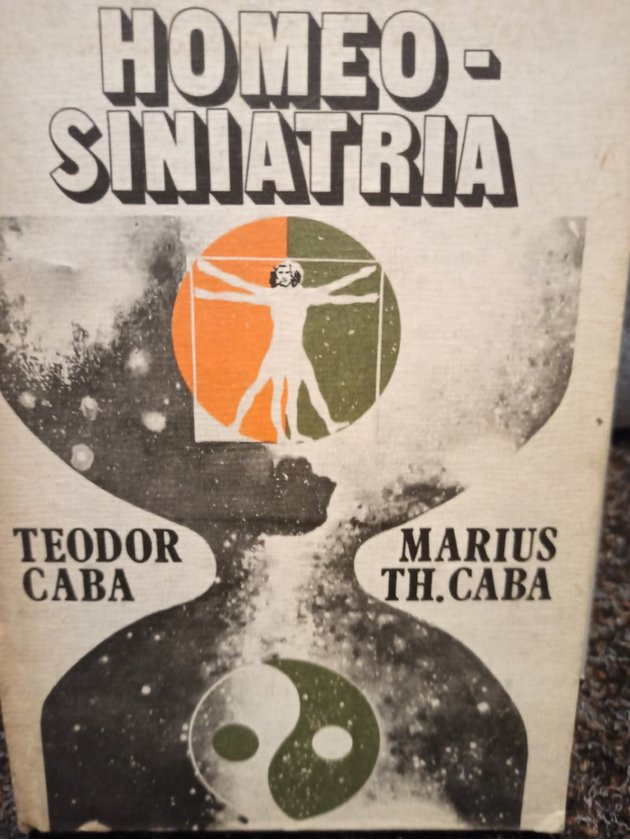 HOMEO-
SINIATRIA
TEODOR
CABA
MARIUS
TH. CABA